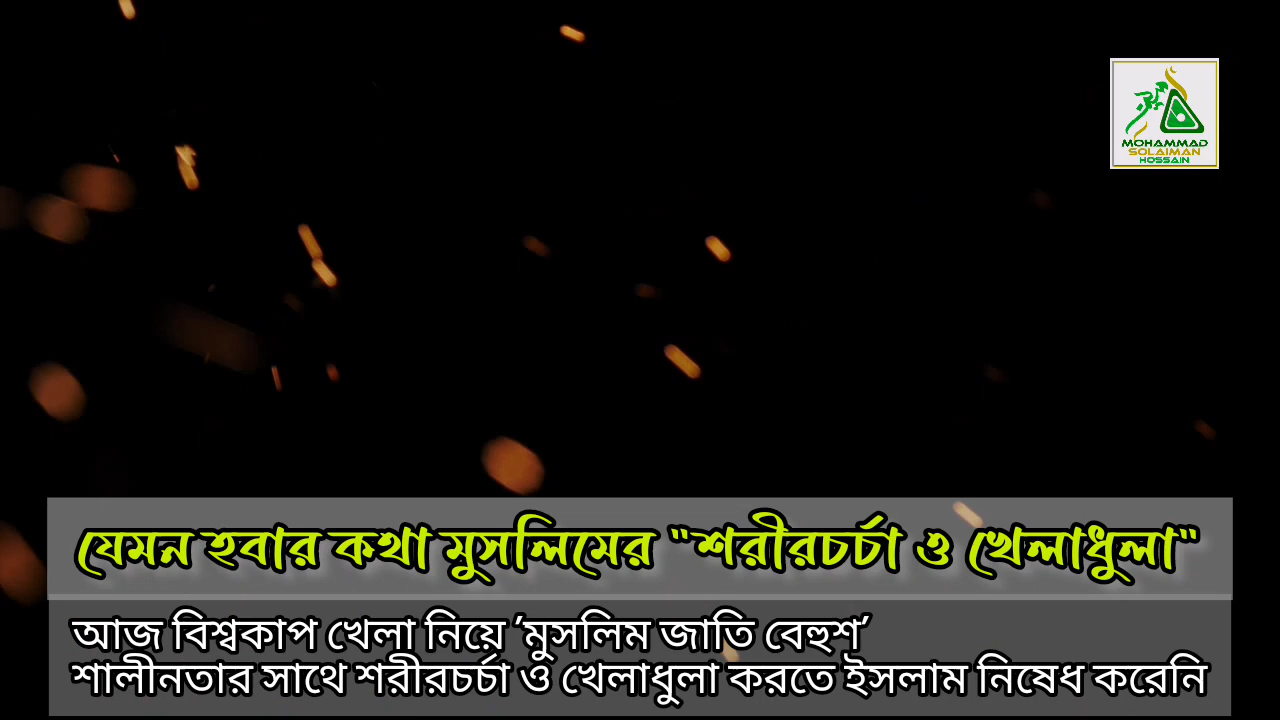 MOHAMMAD
SOLAIMAN
HOSSAIN
যেমন হবার কথা মুসলিমের "শরীরচর্চা ও খেলাধুলা"
আজ বিশ্বকাপ খেলা নিয়ে ’মুসলিম জাতি বেহুশ’
শালীনতার সাথে শরীরচর্চা ও খেলাধুলা করতে ইসলাম নিষেধ করেনি